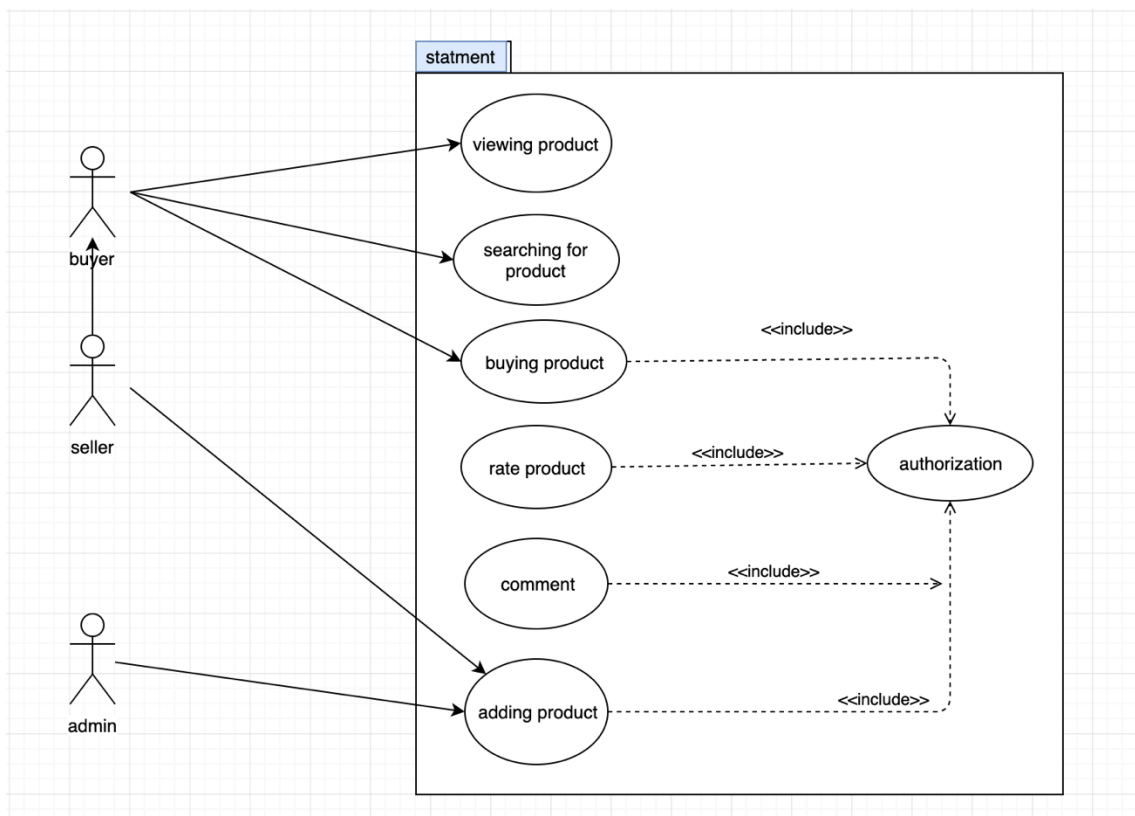 statment
viewing product
buyer
searching for
product
<<include>>
buying product
seller
<<include>>
rate product
authorization
<<include>>
comment
<<include>>
adding product
admin